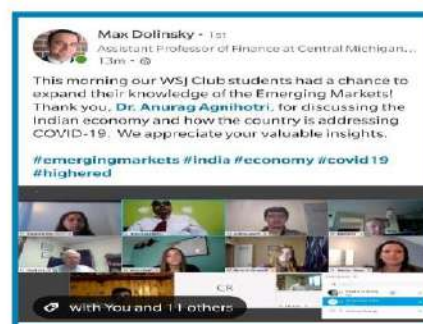 Max Dolinsky · 1st
Assistant Professor of Finance at Central Michigan...
13m ·
This morning our WSJ Club students had a chance to
expand their knowledge of the Emerging Markets!
Thank you, Dr. Anurag Agnihotri, for discussing the
Indian economy and how the country is addressing
COVID-19. We appreciate your valuable insights.
#emergingmarkets #india #economy #covid19
#highered
CR
with You and 11 others